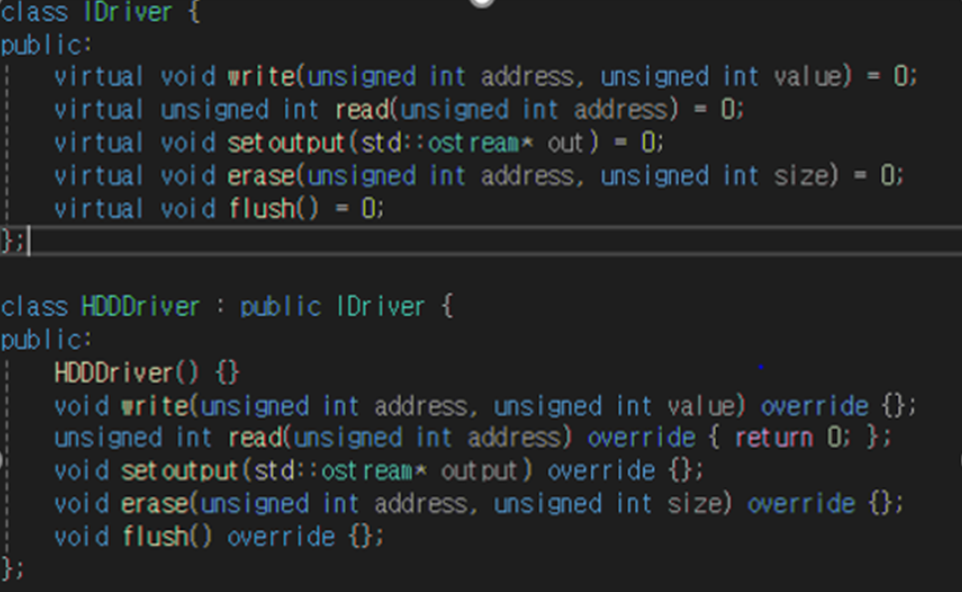 class IDriver {
public:
virtual void write(unsigned int address, unsigned int value) = 0;
virtual unsigned int read(unsigned int address) = 0;
virtual void setoutput(std::ostream* out) = 0;
virtual void erase(unsigned int address, unsigned int size) = 0;
virtual void flush() = 0;
};
class HDDDriver : public IDriver {
public:
HDDDriver() {}
void write(unsigned int address, unsigned int value) override {};
unsigned int read(unsigned int address) override { return 0; };
void setoutput(std::ostream* output) override {};
void erase(unsigned int address, unsigned int size) override {};
void flush() override {};
};